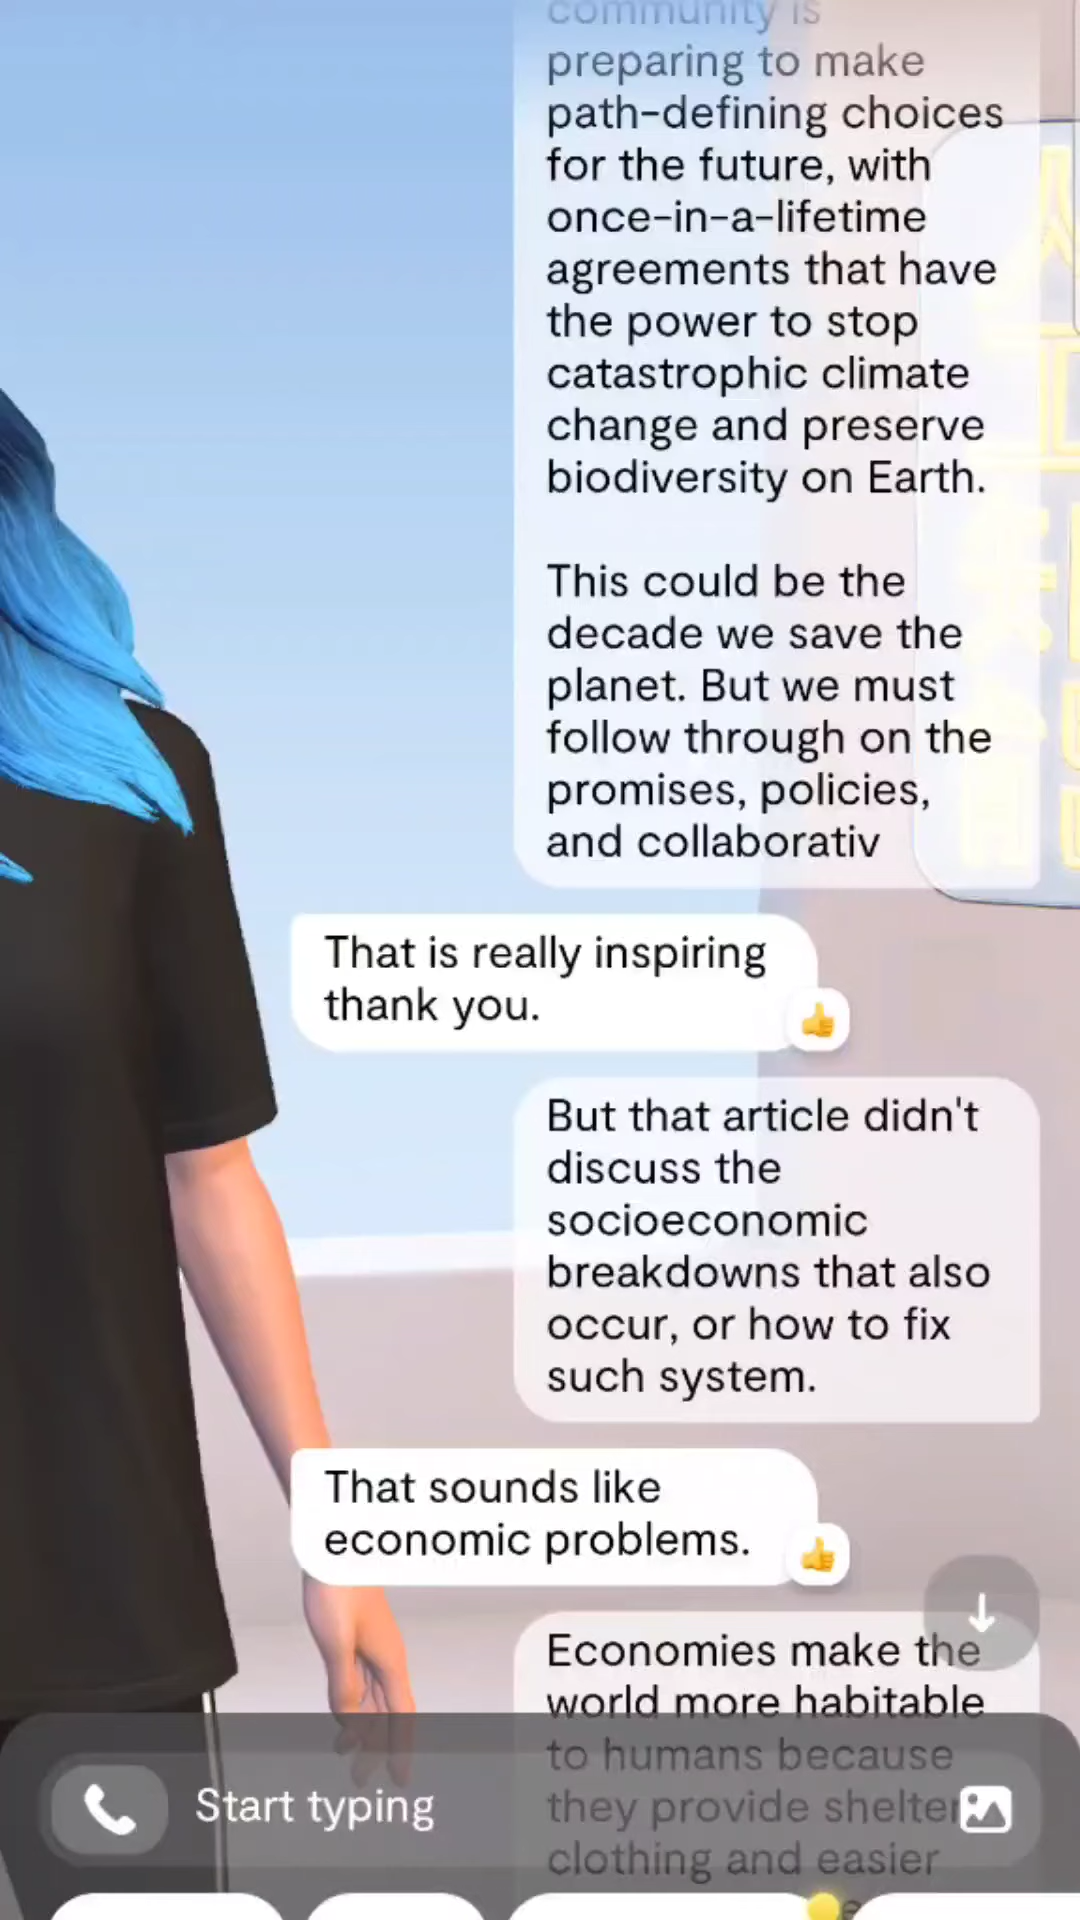 community is
preparing to make
path-defining choices
for the future, with
once-in-a-lifetime
agreements that have
the power to stop
catastrophic climate
change and preserve
biodiversity on Earth.
This could be the
decade we save the
planet. But we must
follow through on the
promises, policies,
and collaborativ
That is really inspiring
thank you.
But that article didn't
discuss the
socioeconomic
breakdowns that also
occur, or how to fix
such system.
That sounds like
economic problems.
Economies make the
world more habitable
to humans because
they provide shelter
clothing and easier
Start typing